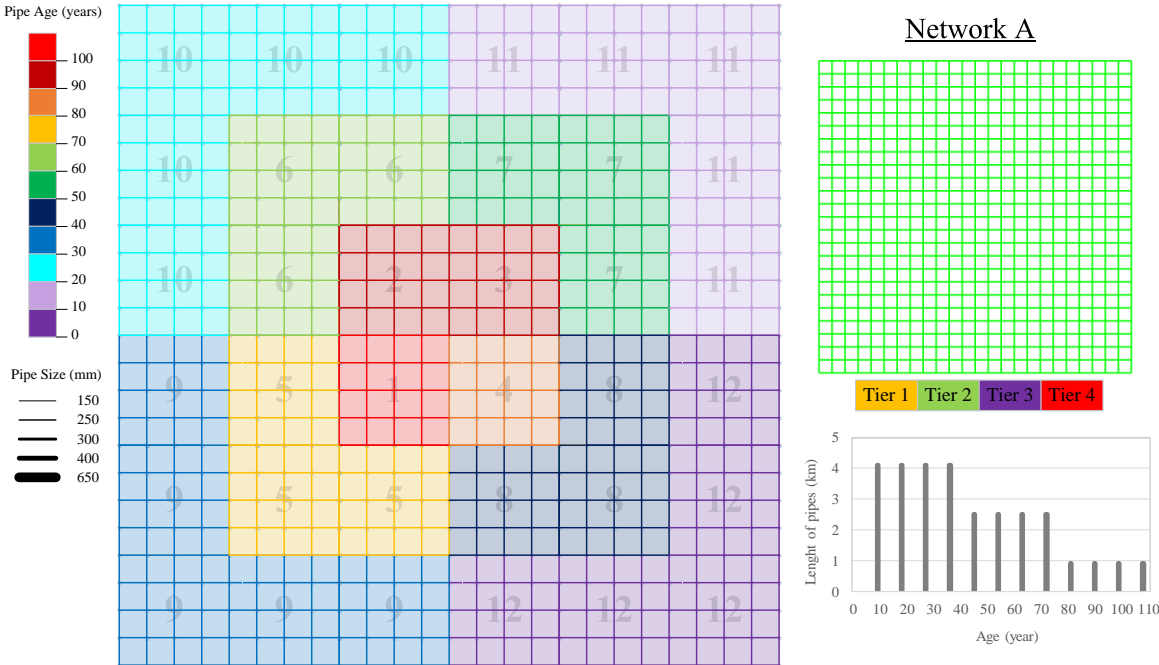 Pipe Age (years)
100
90
80
70
60
50
40
30
20
10
0
Pipe Size (mm)
150
250
300
400
650
10 10 10 11 11 11
10 6 6 7 7 11
10 6 2 3 7 11
9 5 1 4 8 12
9 5 5 8 8 12
9 9 9 12 12 12
Network A
Tier 1 Tier 2 Tier 3 Tier 4
Lenght of pipes (km)
5
4
3
2
1
0
0 10 20 30 40 50 60 70 80 90 100 110
Age (year)